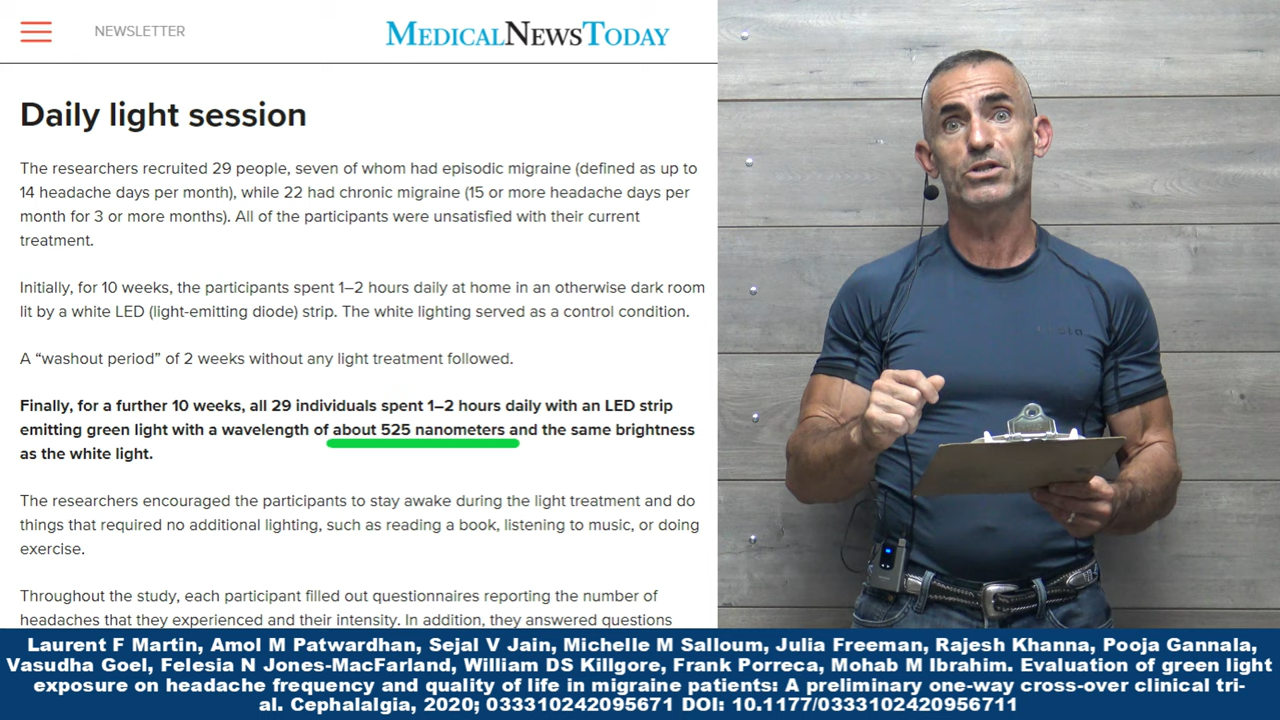 NEWSLETTER
MEDICALNEWSTODAY
Daily light session
The researchers recruited 29 people, seven of whom had episodic migraine (defined as up to
14 headache days per month), while 22 had chronic migraine (15 or more headache days per
month for 3 or more months). All of the participants were unsatisfied with their current
treatment.
Initially, for 10 weeks, the participants spent 1–2 hours daily at home in an otherwise dark room
lit by a white LED (light-emitting diode) strip. The white lighting served as a control condition.
A “washout period” of 2 weeks without any light treatment followed.
Finally, for a further 10 weeks, all 29 individuals spent 1–2 hours daily with an LED strip
emitting green light with a wavelength of about 525 nanometers and the same brightness
as the white light.
The researchers encouraged the participants to stay awake during the light treatment and do
things that required no additional lighting, such as reading a book, listening to music, or doing
exercise.
Throughout the study, each participant filled out questionnaires reporting the number of
headaches that they experienced and their intensity. In addition, they answered questions
Laurent F Martin, Amol M Patwardhan, Sejal V Jain, Michelle M Salloum, Julia Freeman, Rajesh Khanna, Pooja Gannala,
Vasudha Goel, Felesia N Jones-MacFarland, William DS Killgore, Frank Porreca, Mohab M Ibrahim. Evaluation of green light
exposure on headache frequency and quality of life in migraine patients: A preliminary one-way cross-over clinical tri-
al. Cephalalgia, 2020; 033310242095671 DOI: 10.1177/0333102420956711